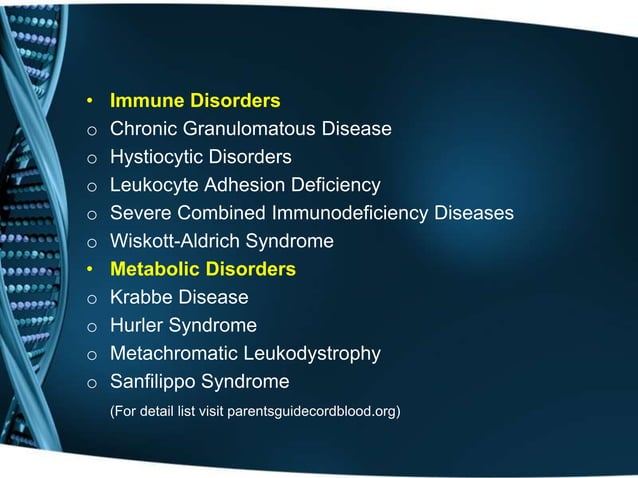 • Immune Disorders
o Chronic Granulomatous Disease
o Hystiocytic Disorders
o Leukocyte Adhesion Deficiency
o Severe Combined Immunodeficiency Diseases
o Wiskott-Aldrich Syndrome
• Metabolic Disorders
o Krabbe Disease
o Hurler Syndrome
o Metachromatic Leukodystrophy
o Sanfilippo Syndrome
(For detail list visit parentsguidecordblood.org)